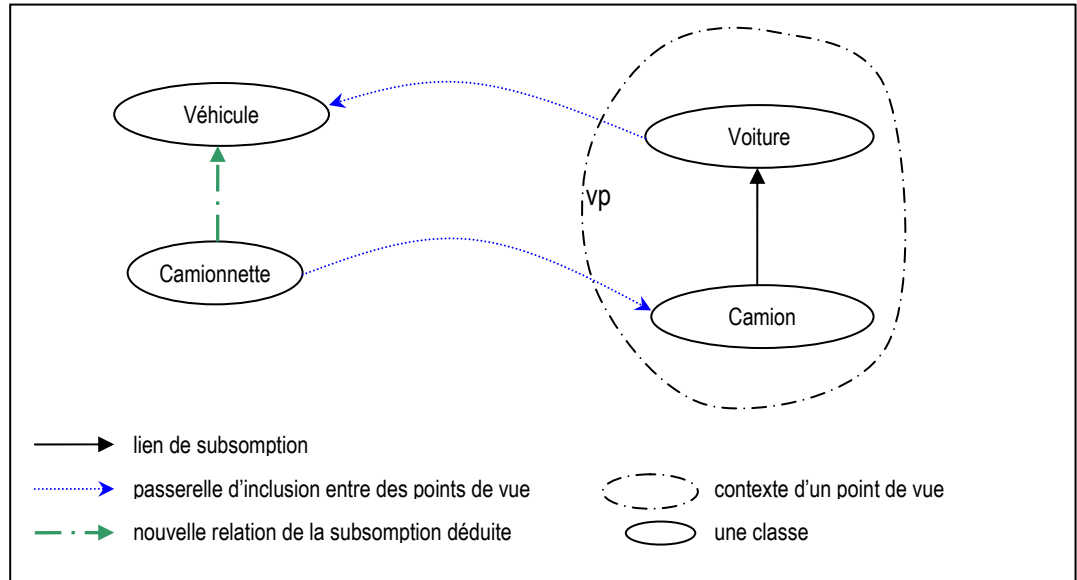 Véhicule
Voiture
vp
Camionnette
Camion
lien de subsomption
passerelle d'inclusion entre des points de vue
contexte d'un point de vue
nouvelle relation de la subsomption déduite
une classe